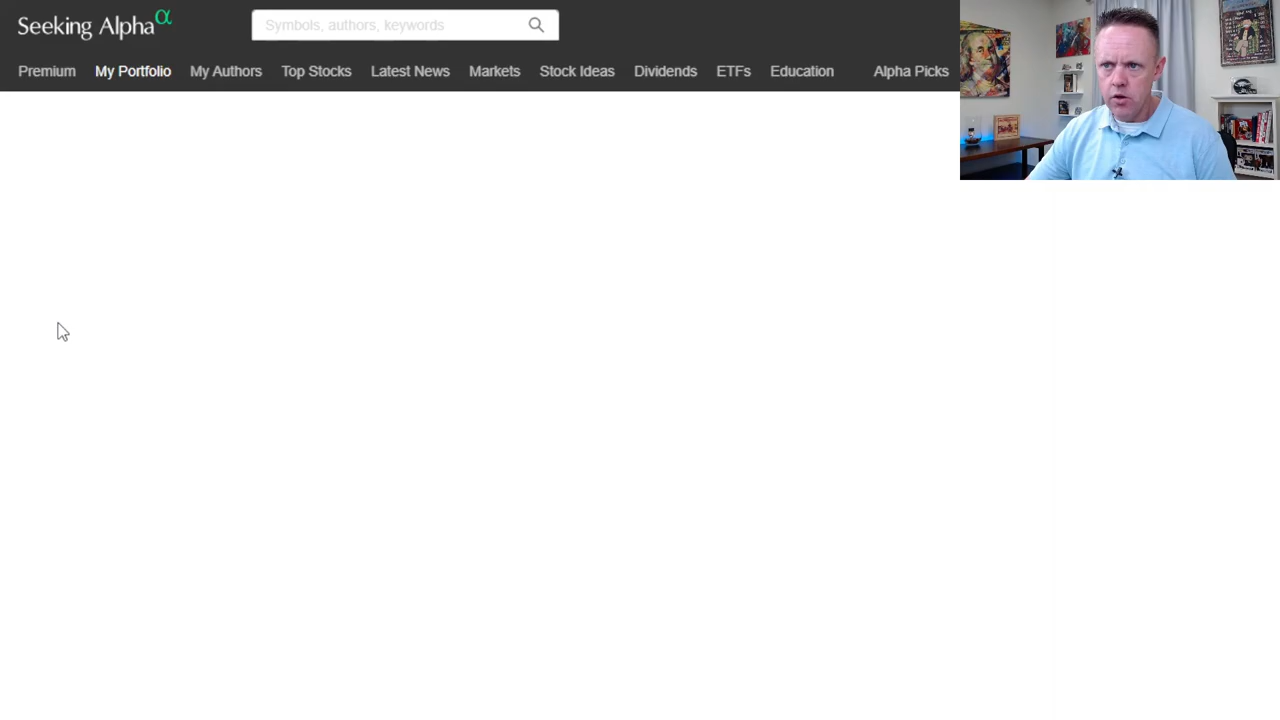 Seeking Alpha α
Symbols, authors, keywords
Premium My Portfolio My Authors Top Stocks Latest News Markets Stock Ideas Dividends ETFs Education Alpha Picks